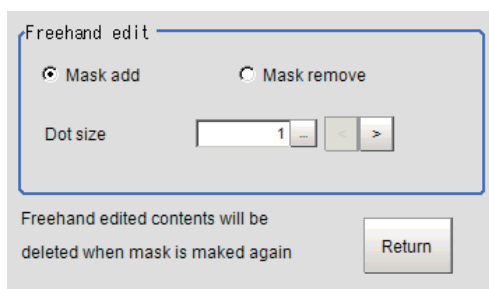 Freehand edit
Mask add Mask remove
Dot size 1 ... < >
Freehand edited contents will be
deleted when mask is maked again
Return